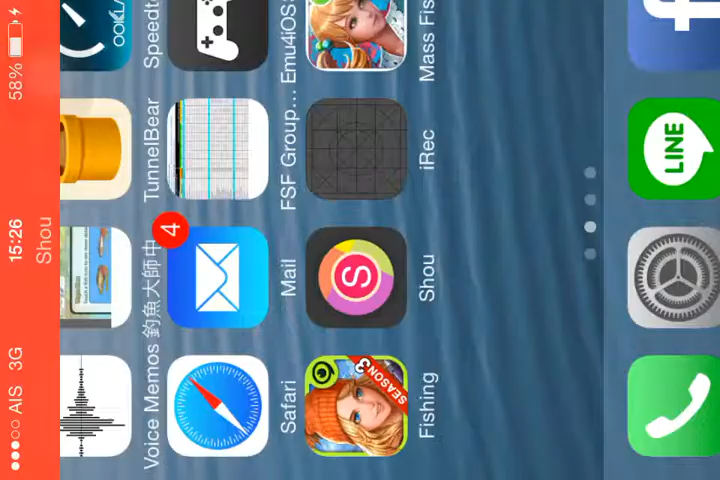 AIS 3G 15:26 58%
Shou
OOKLA
Voice Memos 釣魚大師中 TunnelBear Speedt
4
Safari Mail FSF Group... Emu4iOS
SEASON 3
S
Fishing Shou iRec Mass Fis
LINE
f